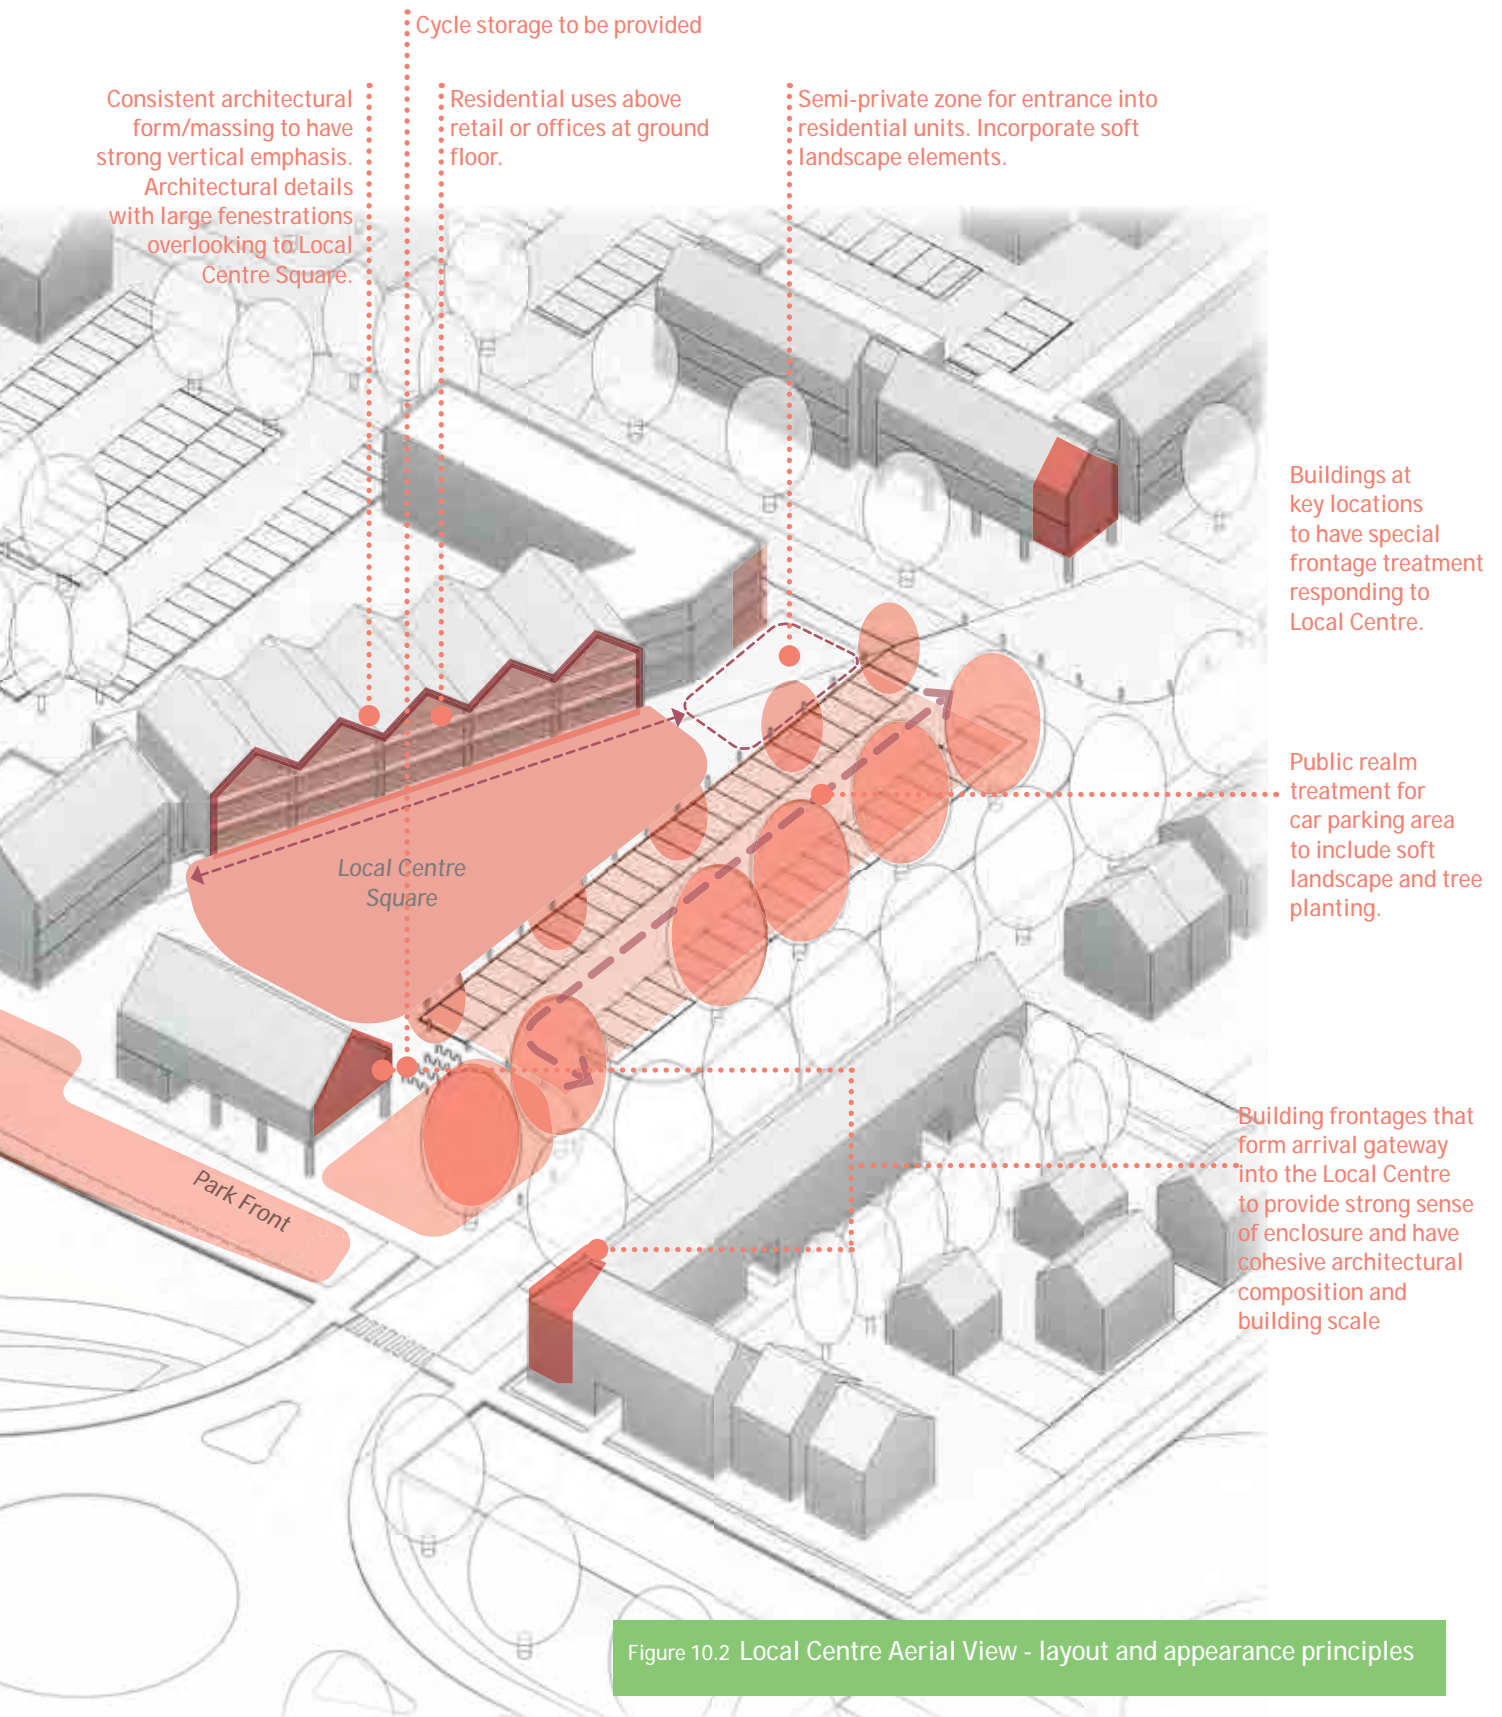 Cycle storage to be provided
Consistent architectural
form/massing to have
strong vertical emphasis.
Architectural details
with large fenestrations
overlooking to Local
Centre Square.
Residential uses above
retail or offices at ground
floor.
Semi-private zone for entrance into
residential units. Incorporate soft
landscape elements.
Buildings at
key locations
to have special
frontage treatment
responding to
Local Centre.
Public realm
treatment for
car parking area
to include soft
landscape and tree
planting.
Local Centre
Square
Park Front
Building frontages that
form arrival gateway
into the Local Centre
to provide strong sense
of enclosure and have
cohesive architectural
composition and
building scale
Figure 10.2 Local Centre Aerial View - layout and appearance principles